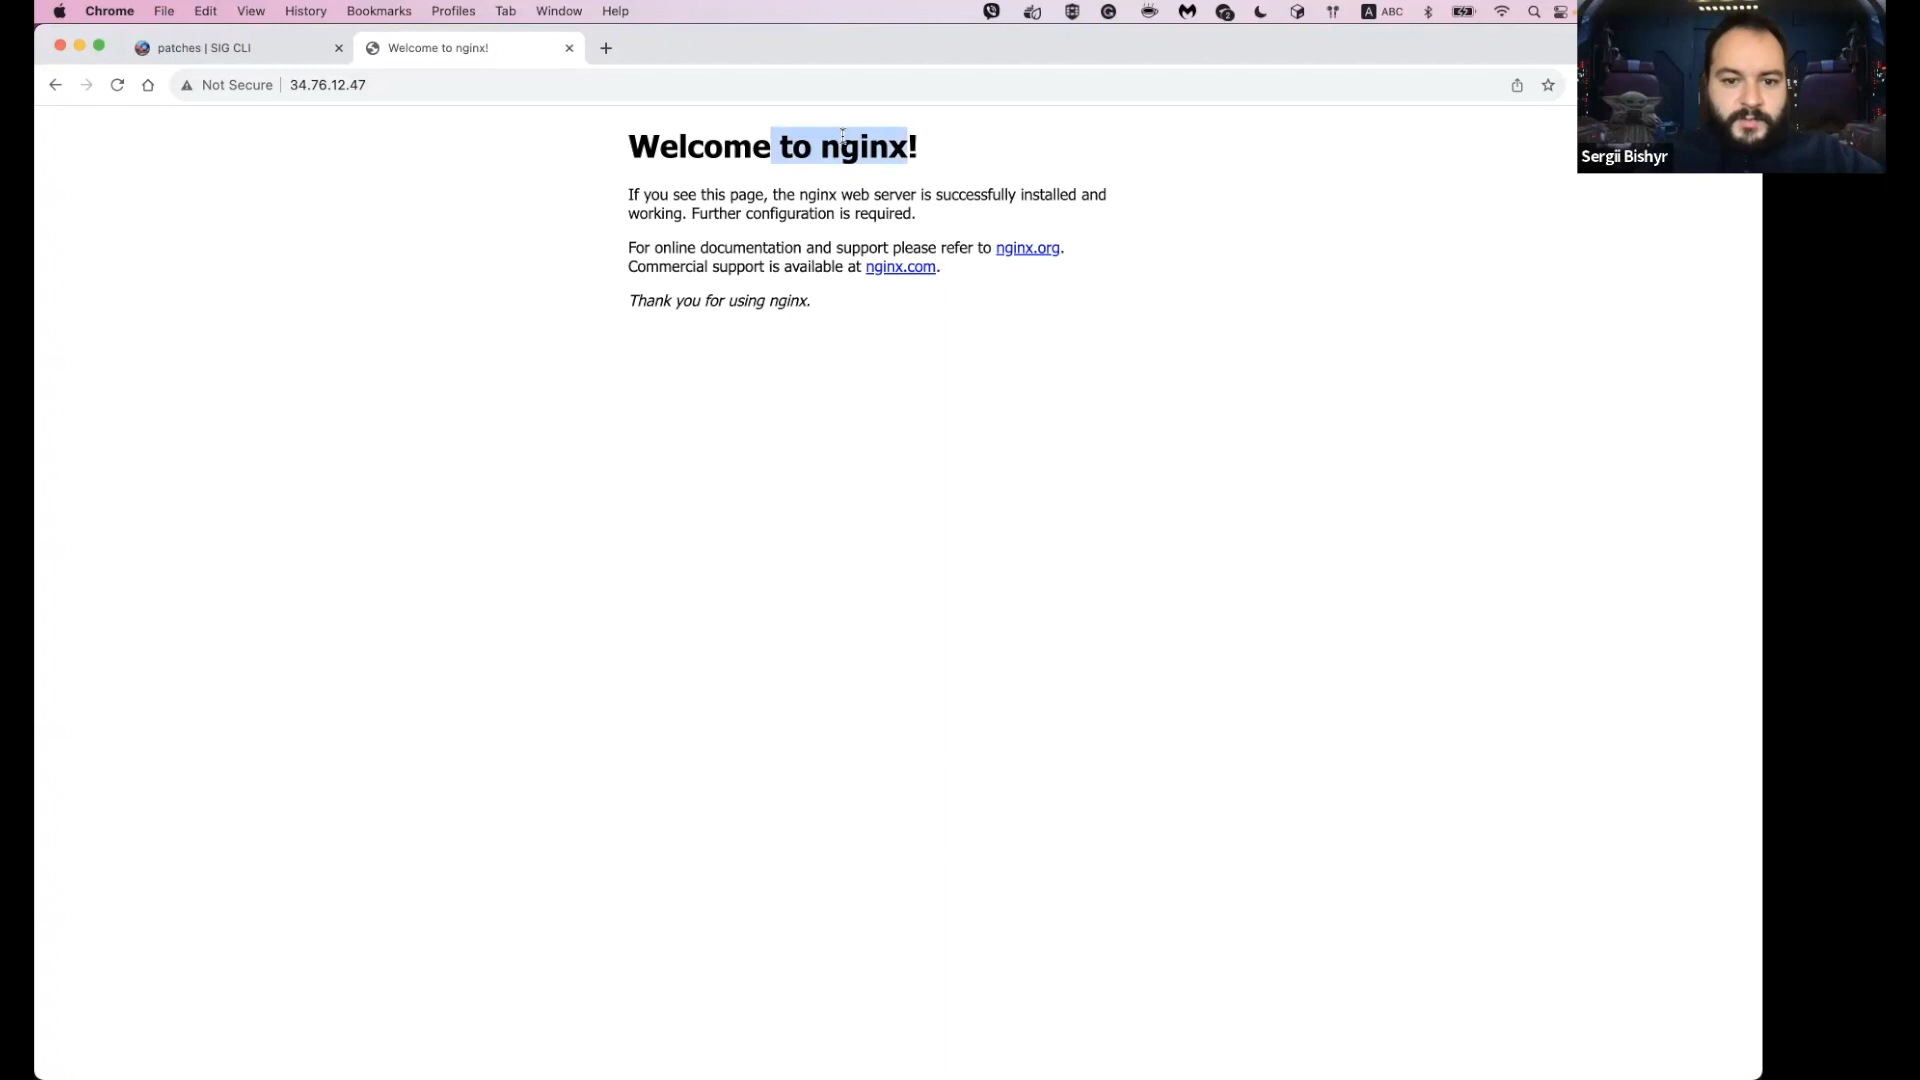 Chrome File Edit View History Bookmarks Profiles Tab Window Help
A ABC
patches | SIG CLI
Welcome to nginx!
Not Secure 34.76.12.47
Welcome to nginx!
If you see this page, the nginx web server is successfully installed and
working. Further configuration is required.
For online documentation and support please refer to nginx.org.
Commercial support is available at nginx.com.
Thank you for using nginx.
Sergii Bishyr